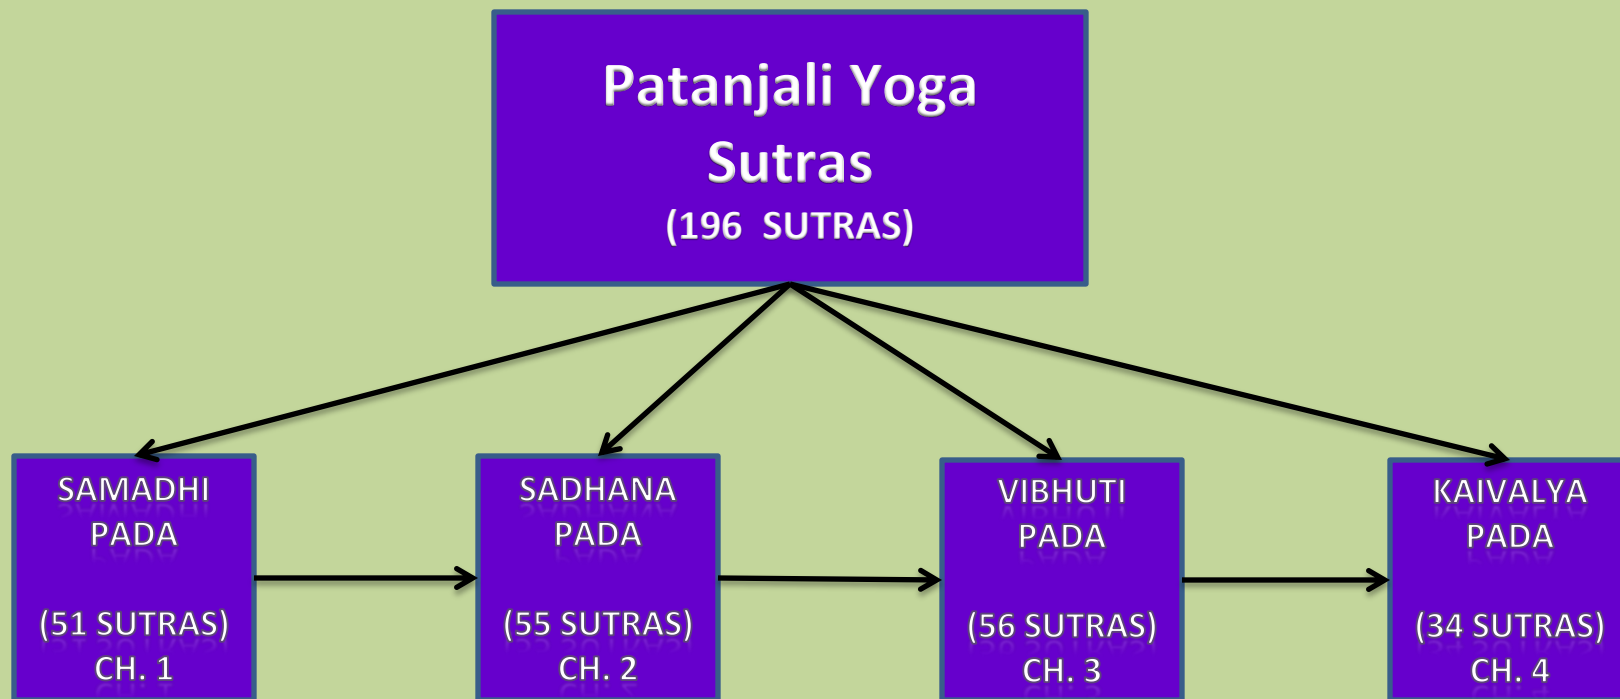 Patanjali Yoga
Sutras
(196 SUTRAS)
SAMADHI
PADA
(51 SUTRAS)
CH. 1
SADHANA
PADA
(55 SUTRAS)
CH. 2
VIBHUTI
PADA
(56 SUTRAS)
CH. 3
KAIVALYA
PADA
(34 SUTRAS)
CH. 4